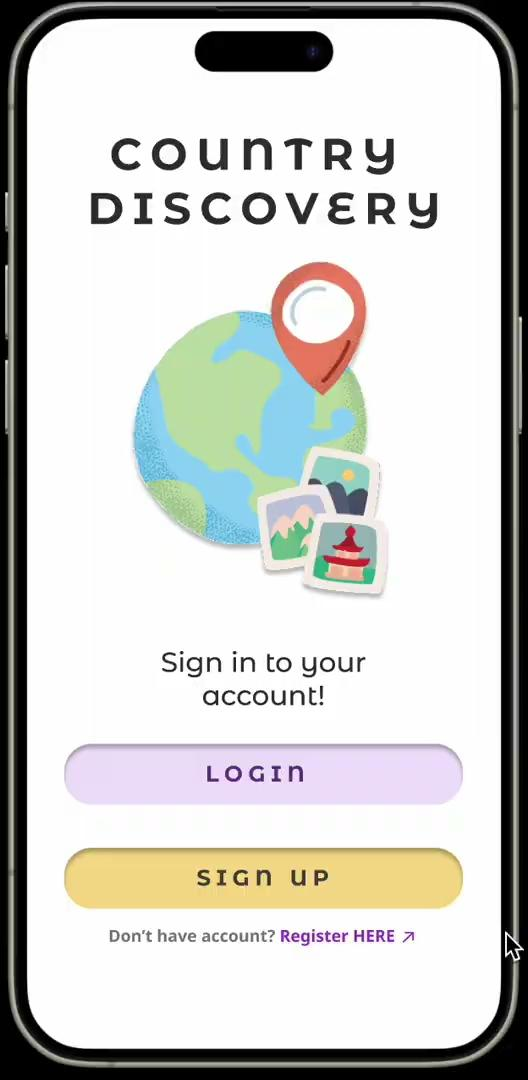 COUNTRY
DISCOVERY
Sign in to your
account!
LOGIN
SIGN UP
Don't have account? Register HERE ↗